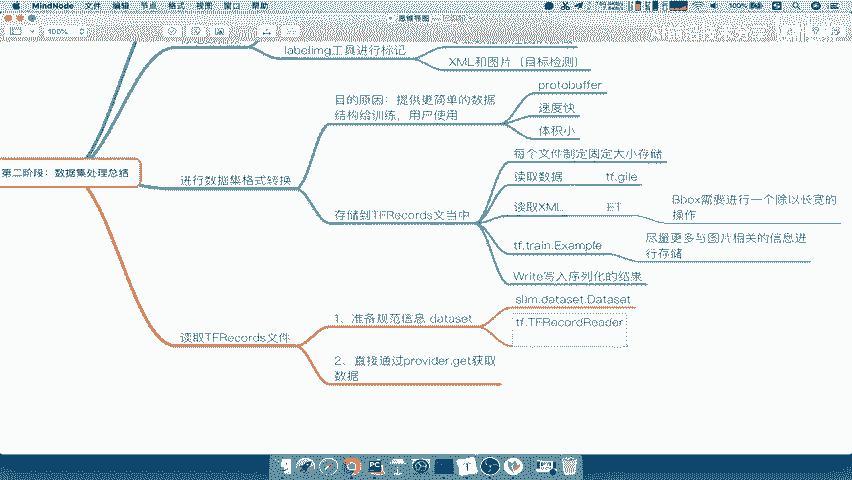 MindNode 文件 编辑 节点 格式 视图 窗口 帮助
100%
labelimg工具进行标记
XML和图片（目标检测）
目的原因：提供更简单的数据
结构给训练，用户使用
protobuffer
速度快
体积小
第二阶段：数据集处理总结
进行数据集格式转换
存储到TFRecords文当中
每个文件制定固定大小存储
读取数据
tf.gile
读取XML
ET
Bbox需要进行一个除以长宽的
操作
tf.train.Example
尽量更多与图片相关的信息进
行存储
Write写入序列化的结果
读取TFRecords文件
1、准备规范信息 dataset
slim.dataset.Dataset
tf.TFRecordReader
2、直接通过provider.get获取
数据